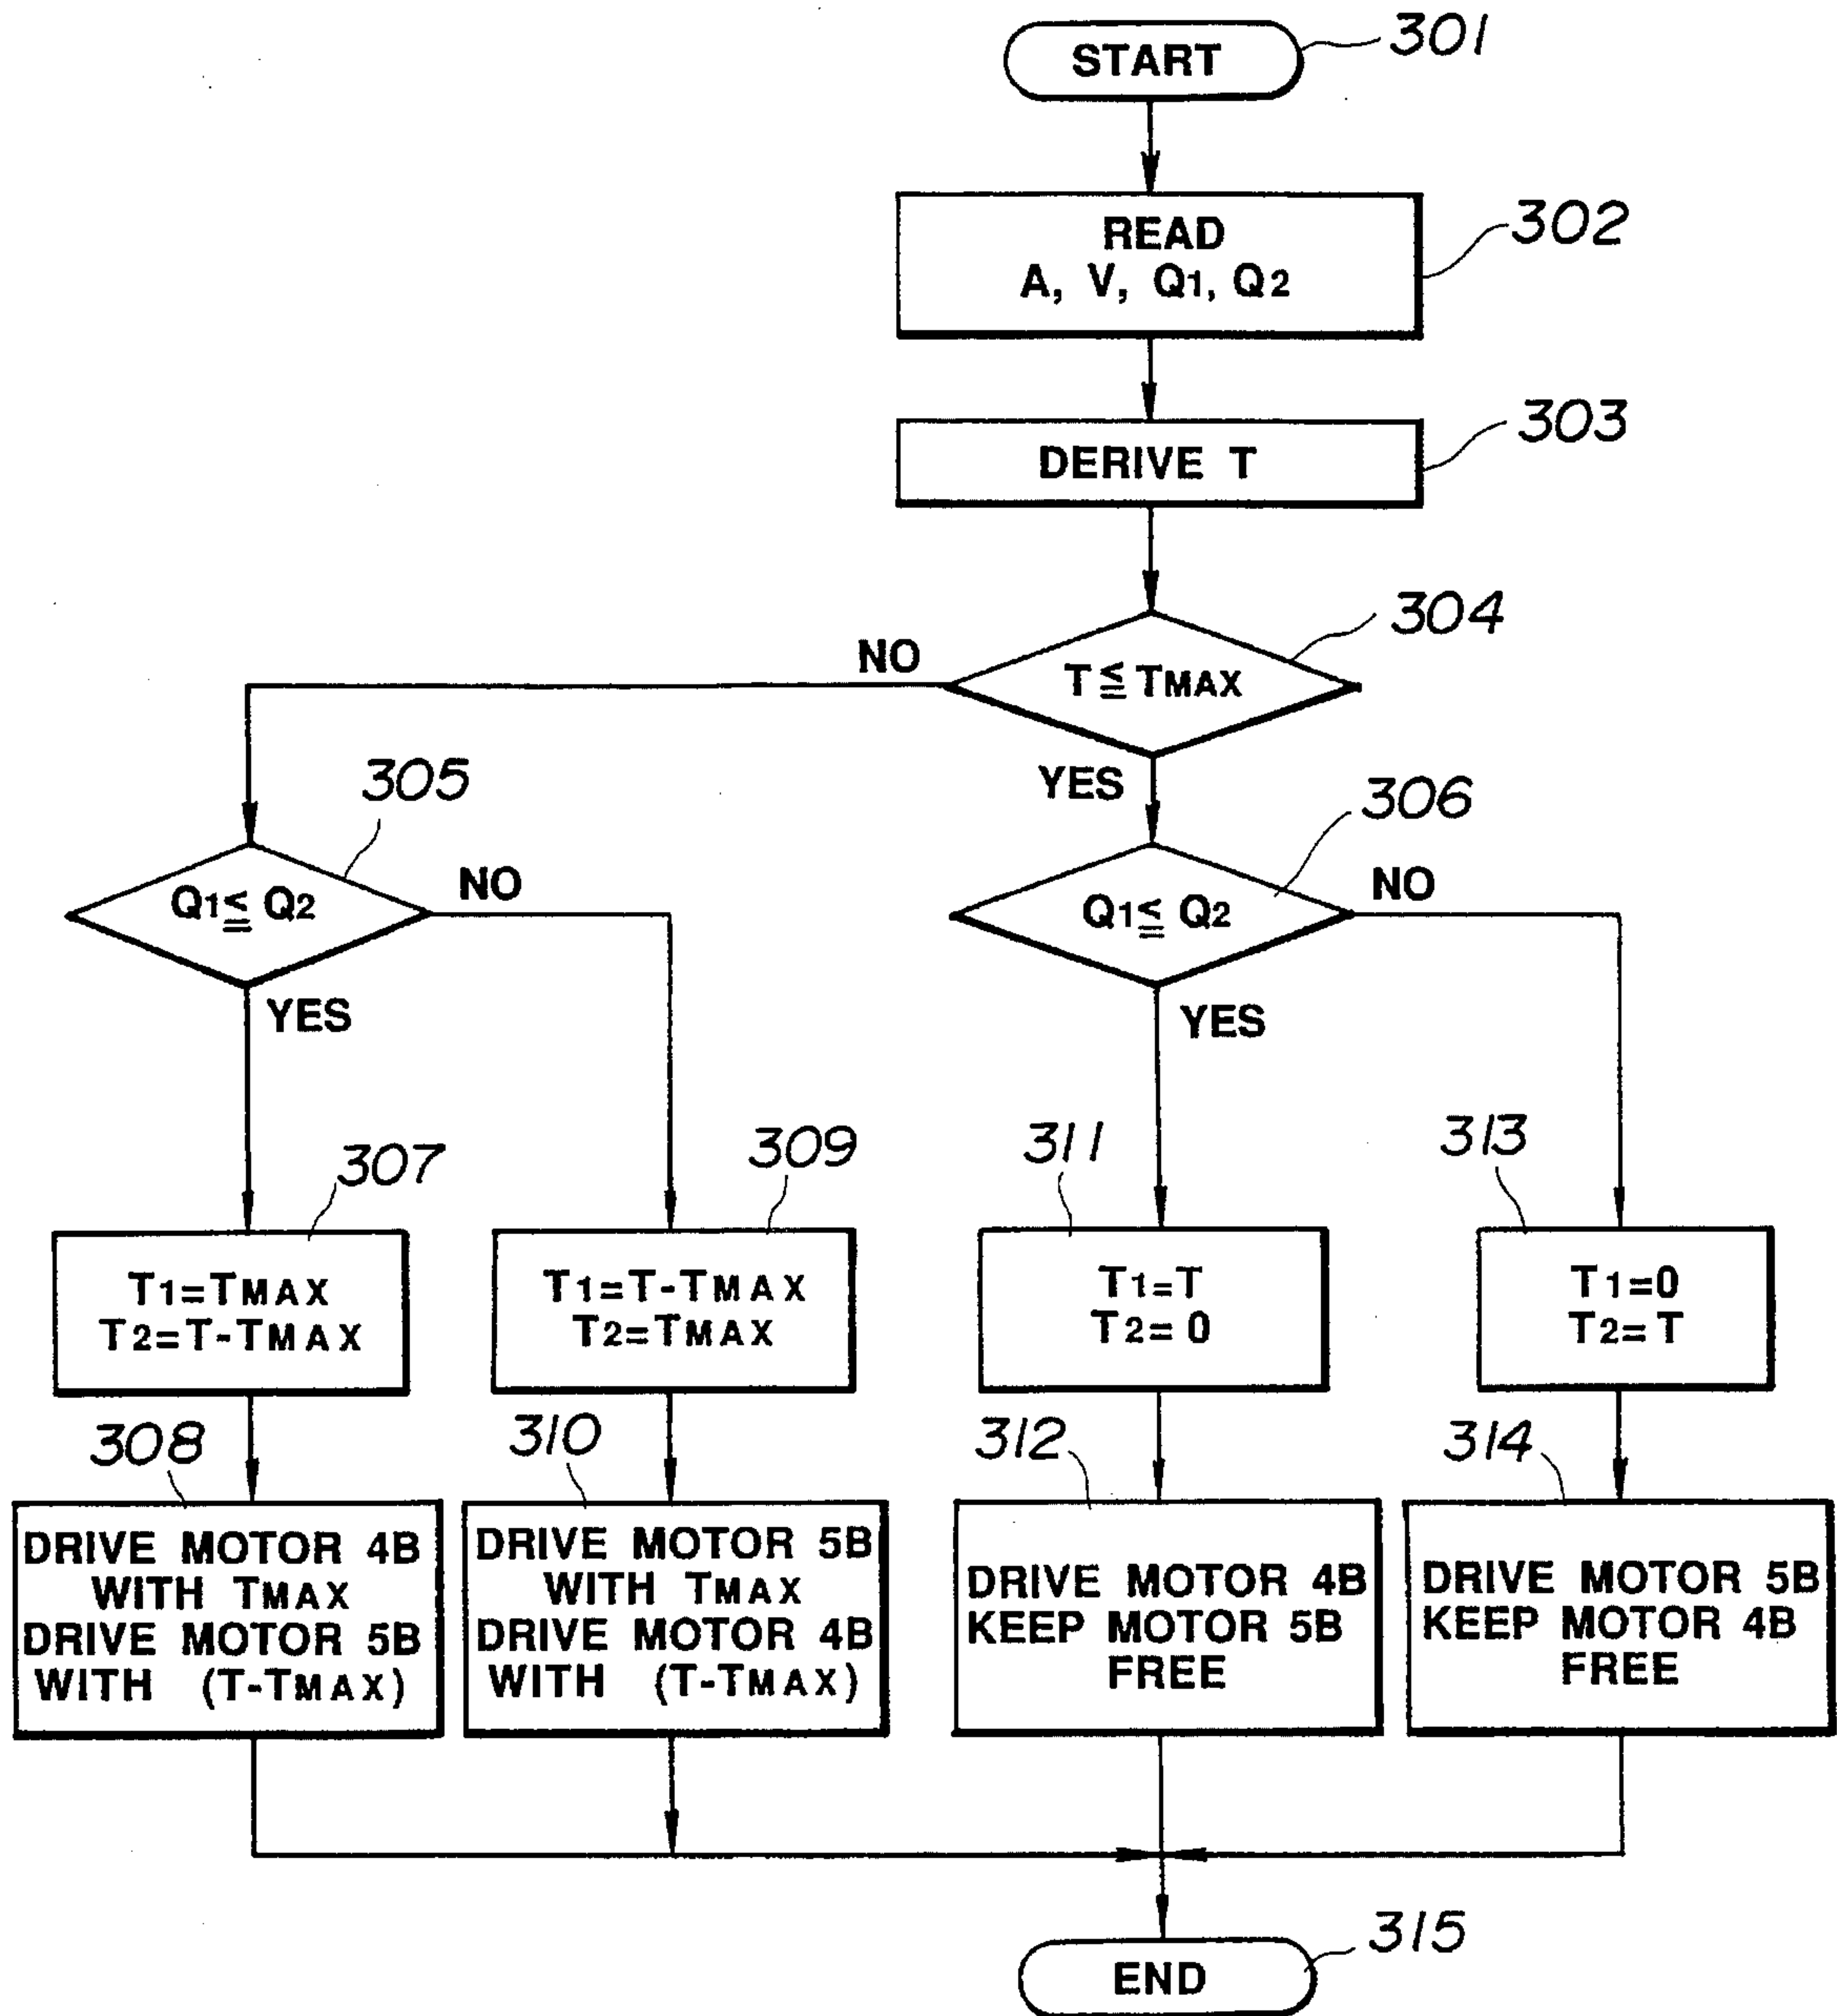 START
301
READ
A, V, Q1, Q2
302
DERIVE T
303
T ≦ TMAX
304
NO
YES
305
Q1 ≦ Q2
NO
YES
306
Q1 ≦ Q2
NO
YES
307
T1=TMAX
T2=T-TMAX
309
T1=T-TMAX
T2=TMAX
311
T1=T
T2=0
313
T1=0
T2=T
308
DRIVE MOTOR 4B
WITH TMAX
DRIVE MOTOR 5B
WITH (T-TMAX)
310
DRIVE MOTOR 5B
WITH TMAX
DRIVE MOTOR 4B
WITH (T-TMAX)
312
DRIVE MOTOR 4B
KEEP MOTOR 5B
FREE
314
DRIVE MOTOR 5B
KEEP MOTOR 4B
FREE
END
315